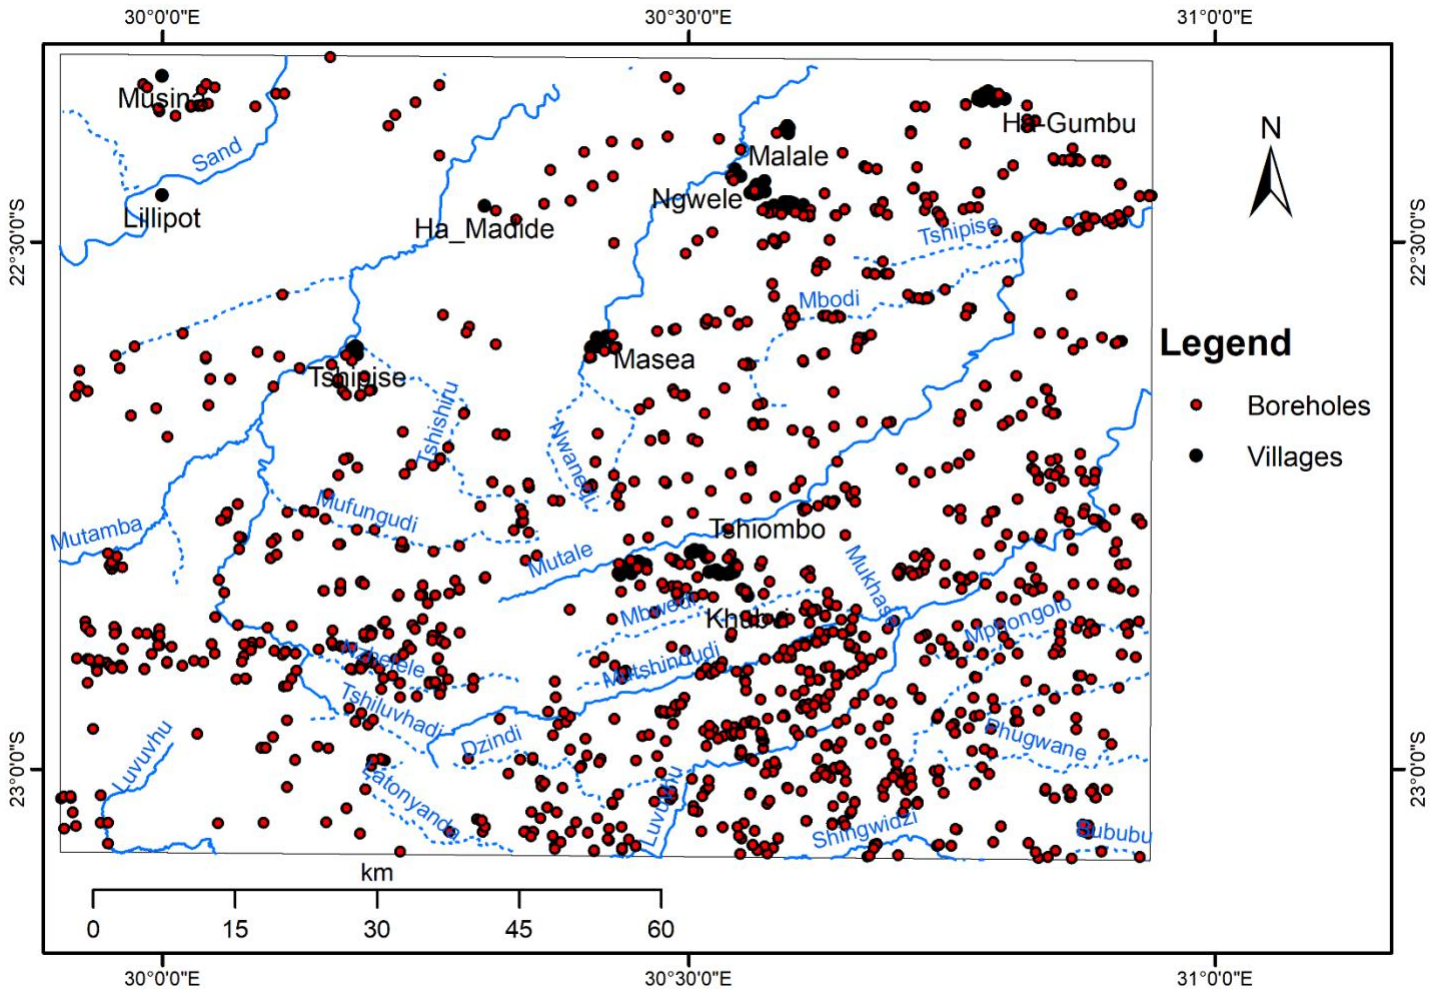 30°0'0"E
30°30'0"E
31°0'0"E
Musina
Ha-Gumbu
N
Sand
Malale
Ngwele
Lillipot
Ha_Madide
Tshipise
22°30'0"S
22°30'0"S
Mbodi
Legend
Masea
Tshipise
Boreholes
Tshishiru
Nwanedi
Villages
Mufungudi
Mutamba
Tshiombo
Mutale
Mukhase
Mbwedi
Mphongolo
Nzhelele
Mutshindudi
Tshiluvhadi
Dzindi
Phugwane
Luvuvhu
23°0'0"S
23°0'0"S
Latonyanda
Luvuvhu
Shingwidzi
Bububu
km
0
15
30
45
60
30°0'0"E
30°30'0"E
31°0'0"E